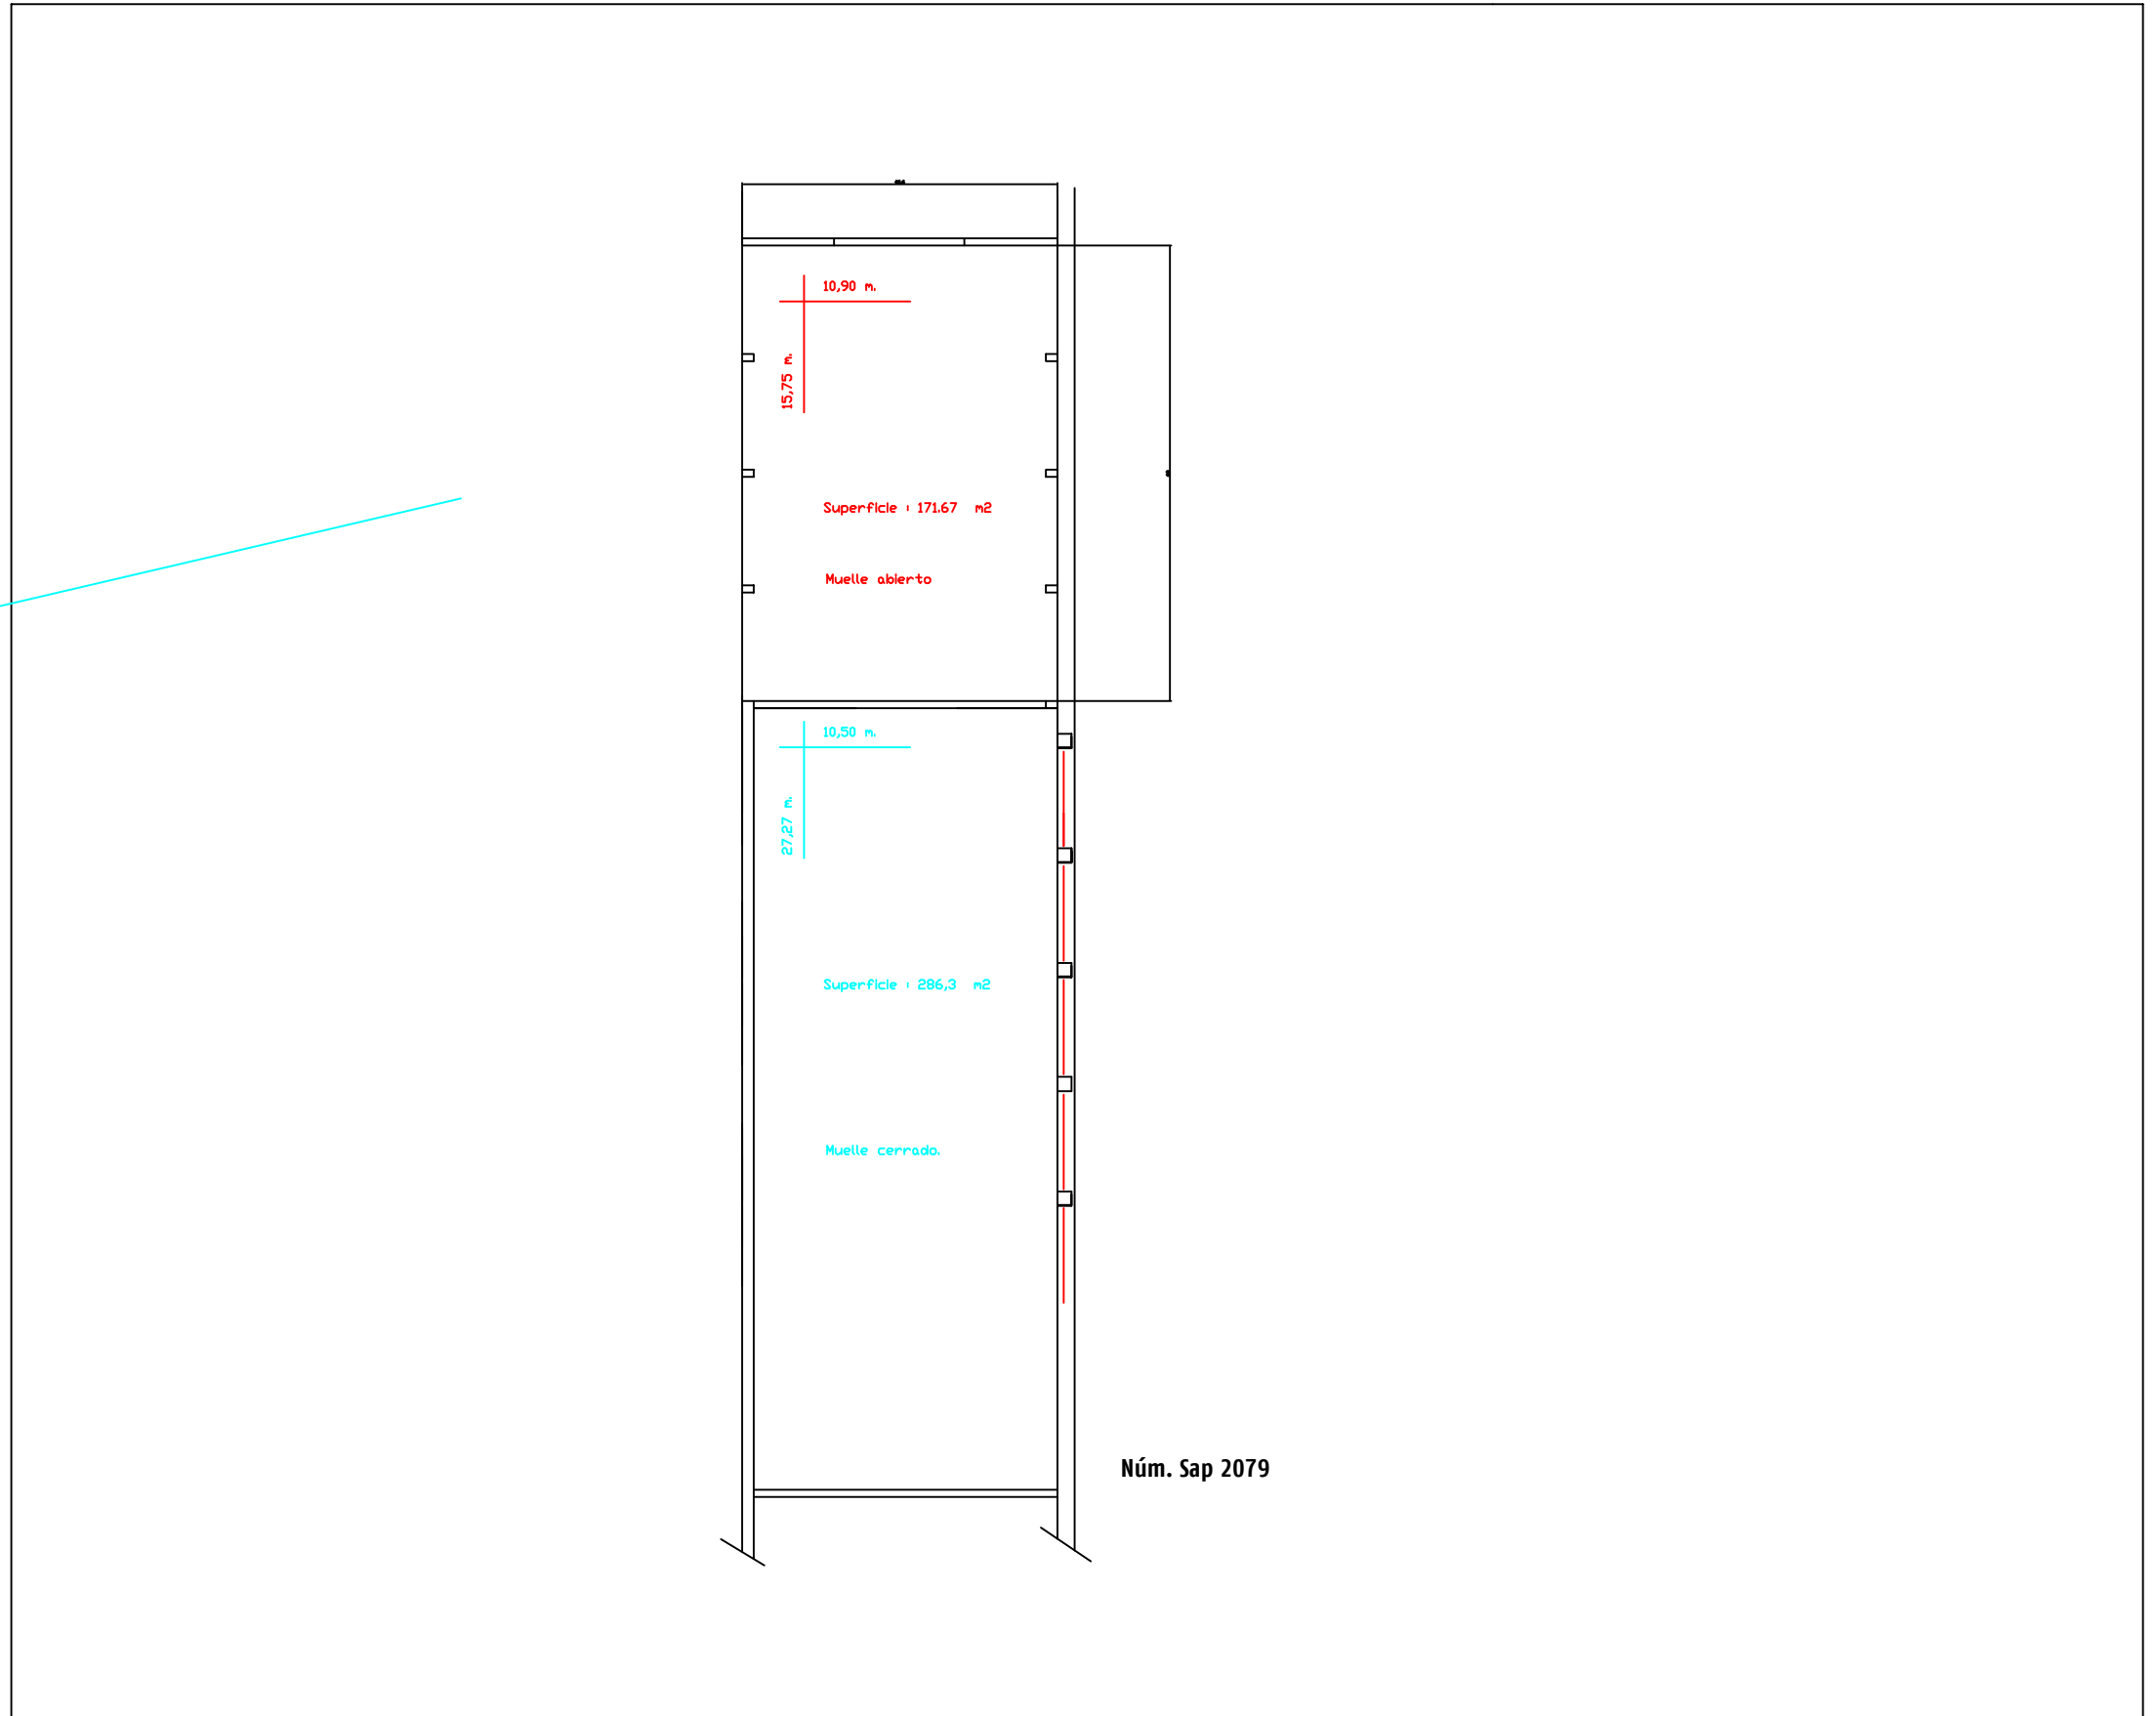 10,90 m.
15,75 m.
Superficie : 171.67 m2
Muelle abierto
10,50 m.
27,27 m.
Superficie : 286,3 m2
Muelle cerrado.
Núm. Sap 2079